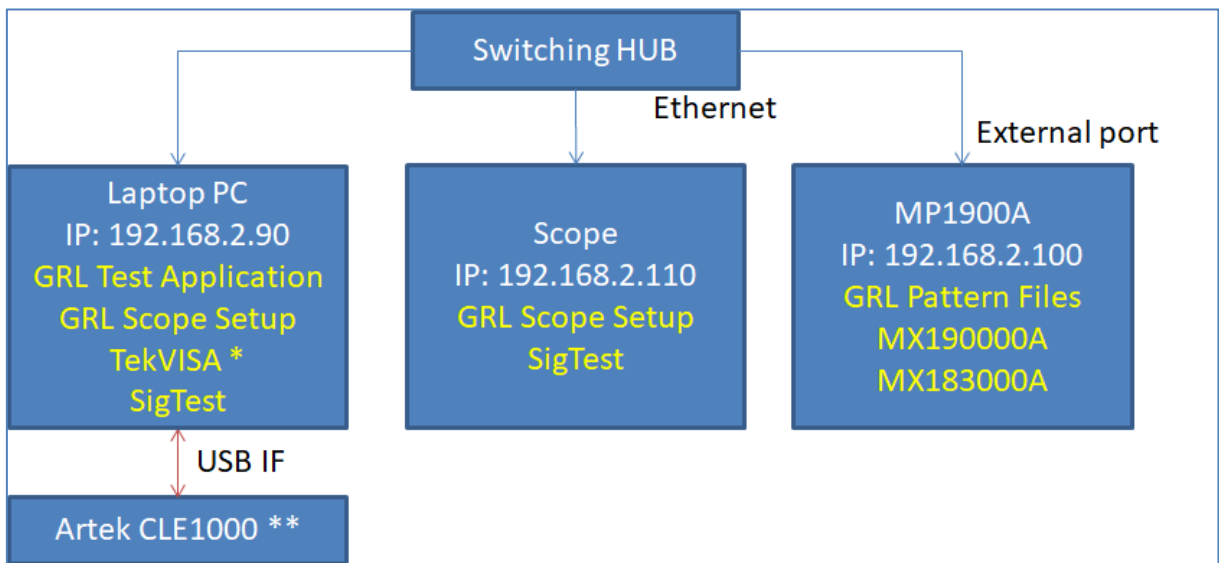 Switching HUB
Ethernet
External port
Laptop PC
IP: 192.168.2.90
GRL Test Application
GRL Scope Setup
TekVISA *
SigTest
Scope
IP: 192.168.2.110
GRL Scope Setup
SigTest
MP1900A
IP: 192.168.2.100
GRL Pattern Files
MX190000A
MX183000A
USB IF
Artek CLE1000 **